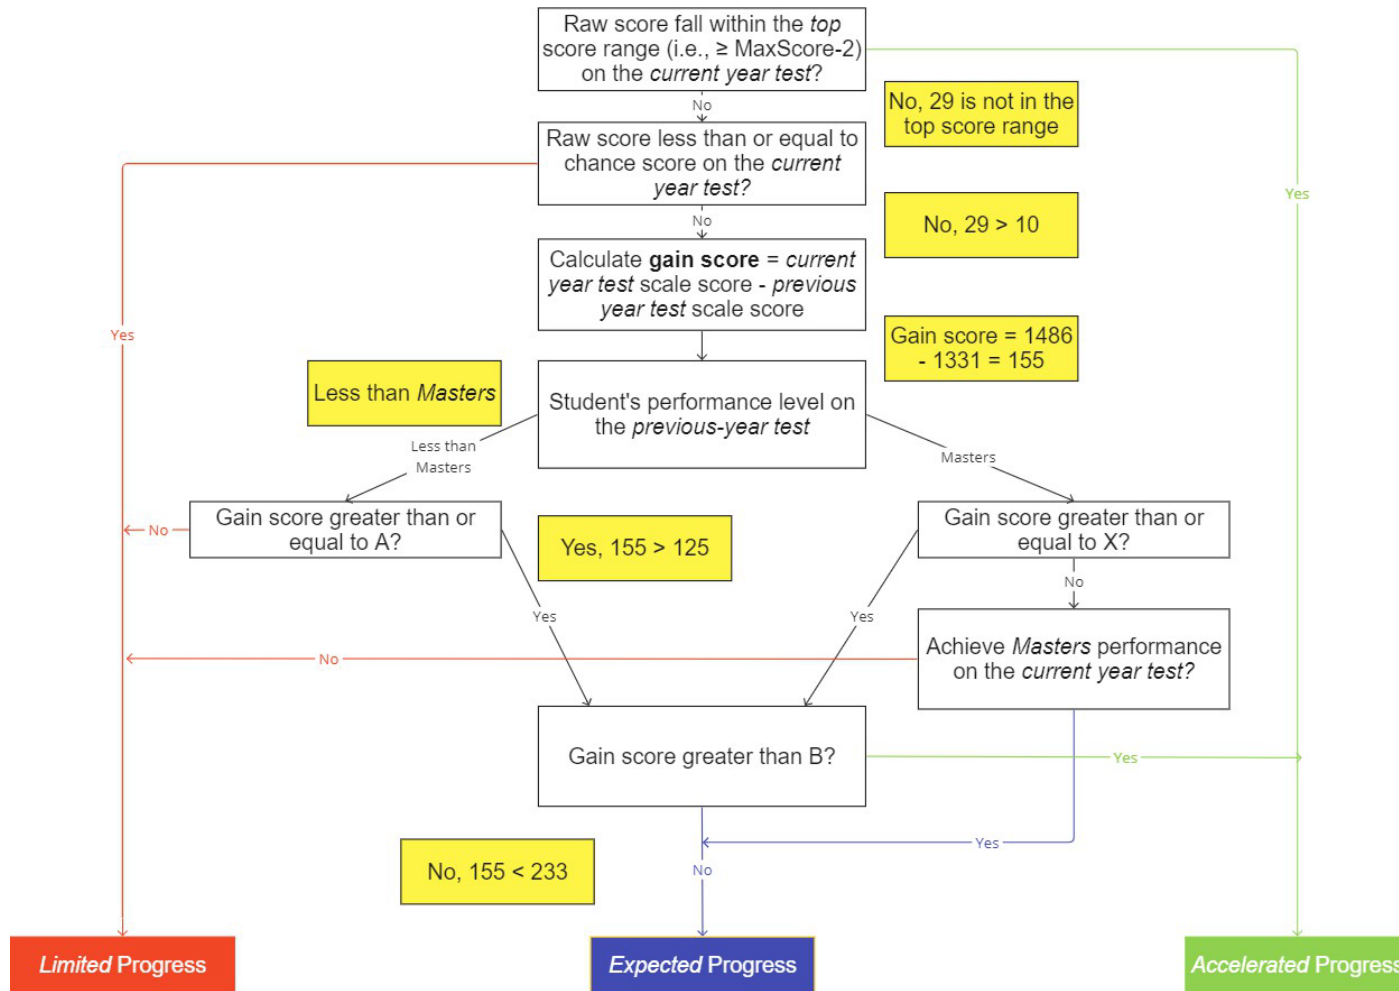 Raw score fall within the top
score range (i.e., ≥ MaxScore-2)
on the current year test?
No
No, 29 is not in the
top score range
Raw score less than or equal to
chance score on the current
year test?
Yes
No
No, 29 > 10
Calculate gain score = current
year test scale score - previous
year test scale score
Yes
Gain score = 1486
- 1331 = 155
Less than Masters
Student's performance level on
the previous-year test
Less than
Masters
Masters
No
Gain score greater than or
equal to A?
Yes, 155 > 125
Gain score greater than or
equal to X?
No
Yes
Yes
Achieve Masters performance
on the current year test?
No
Gain score greater than B?
Yes
Yes
No, 155 < 233
No
Limited Progress
Expected Progress
Accelerated Progress